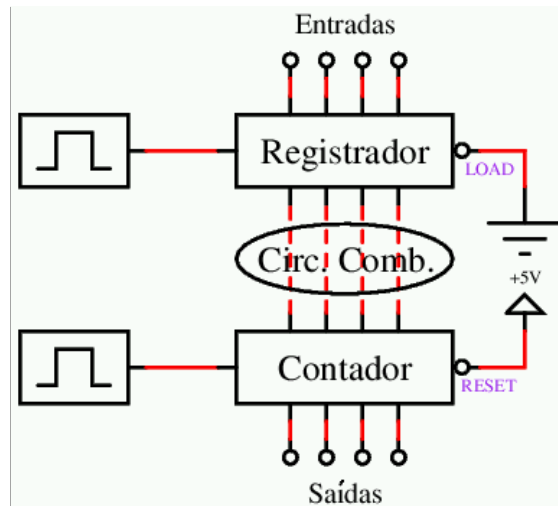 Entradas
Registrador
LOAD
Circ. Comb.
+5V
Contador
RESET
Saídas